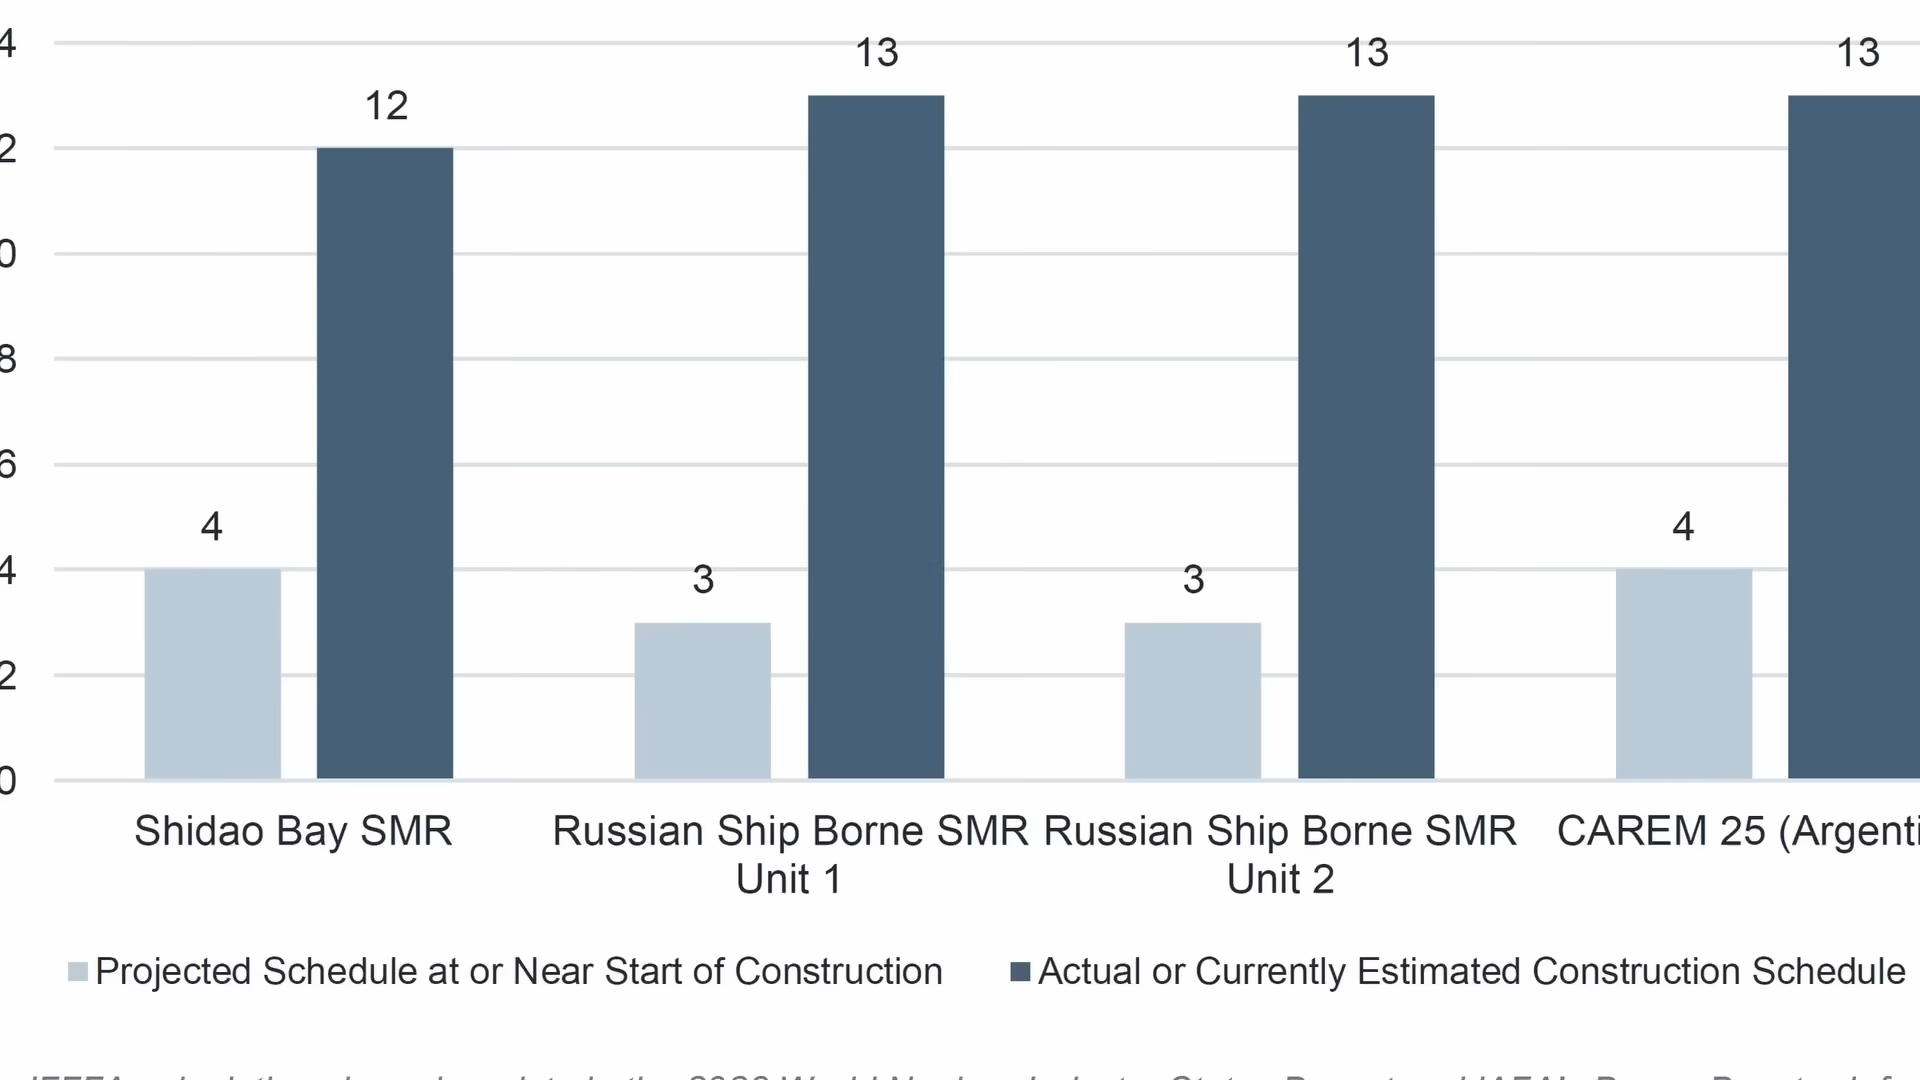 13 13 13
12
4 4
3 3
4
2
0
8
6
4
2
0
Shidao Bay SMR Russian Ship Borne SMR Russian Ship Borne SMR CAREM 25
Unit 1 Unit 2
Projected Schedule at or Near Start of Construction Actual or Currently Estimated Construction Schedule